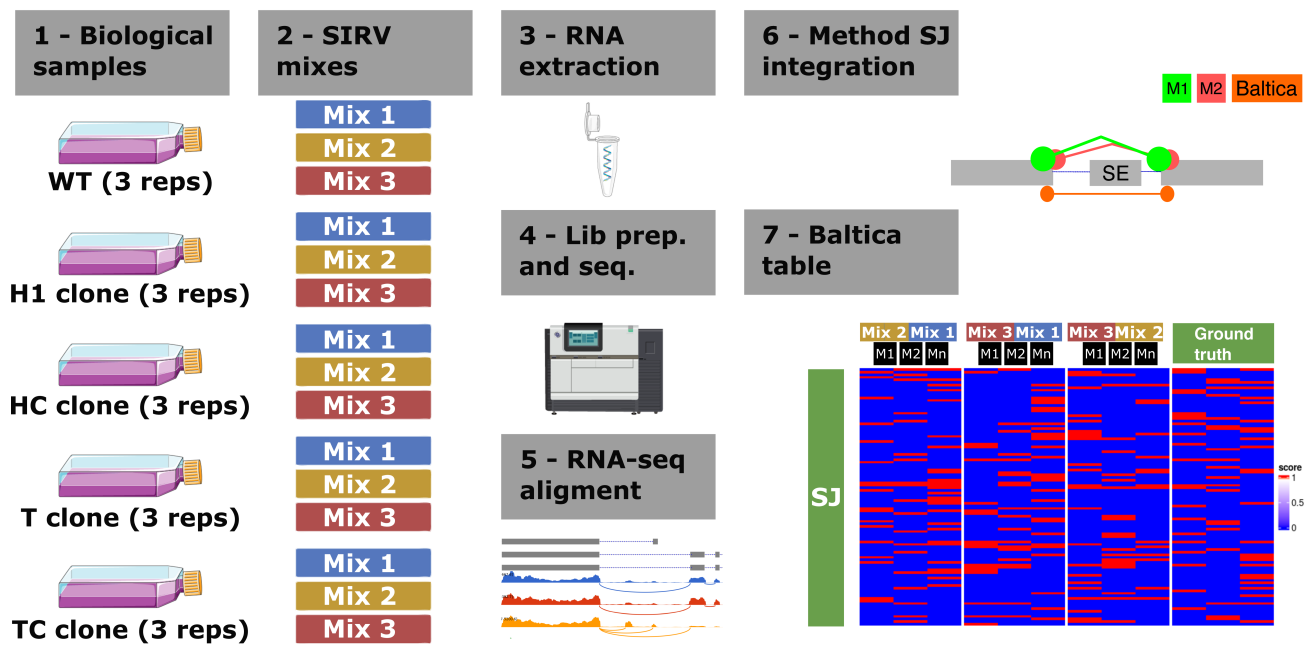 1 - Biological
samples
WT (3 reps)
H1 clone (3 reps)
HC clone (3 reps)
T clone (3 reps)
TC clone (3 reps)
2 - SIRV
mixes
Mix 1
Mix 2
Mix 3
Mix 1
Mix 2
Mix 3
Mix 1
Mix 2
Mix 3
Mix 1
Mix 2
Mix 3
Mix 1
Mix 2
Mix 3
3 - RNA
extraction
4 - Lib prep.
and seq.
5 - RNA-seq
aligment
6 - Method SJ
integration
M1 M2 Baltica
SE
7 - Baltica
table
Mix 2 Mix 1 Mix 3 Mix 1 Mix 3 Mix 2 Ground
truth
M1 M2 Mn M1 M2 Mn M1 M2 Mn
SJ
score
1
0.5
0